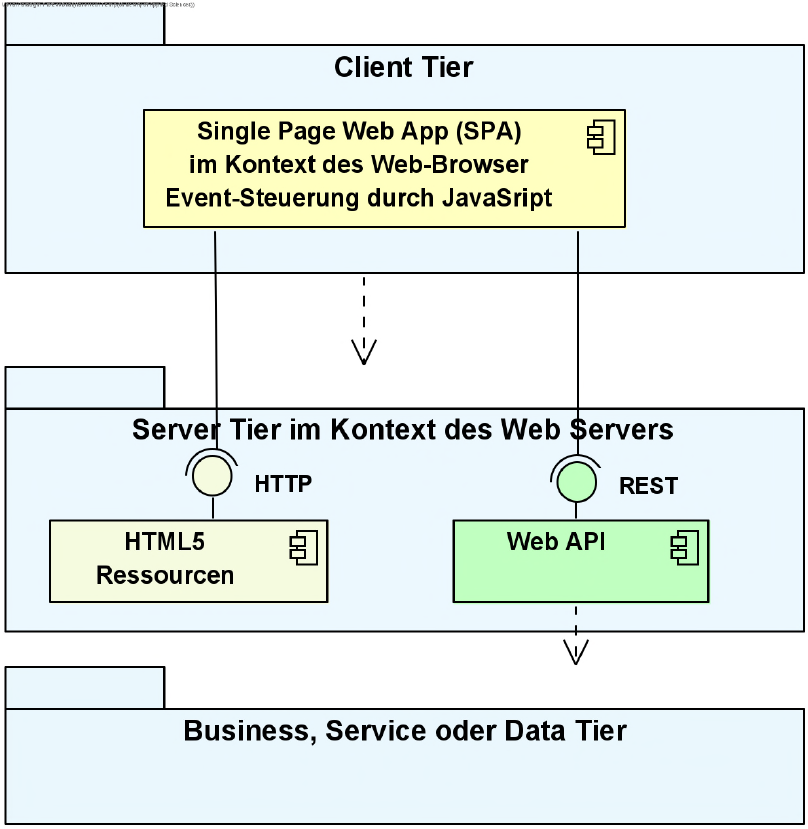 Client Tier
Single Page Web App (SPA)
im Kontext des Web-Browser
Event-Steuerung durch JavaSript
Server Tier im Kontext des Web Servers
HTTP
REST
HTML5
Ressourcen
Web API
Business, Service oder Data Tier